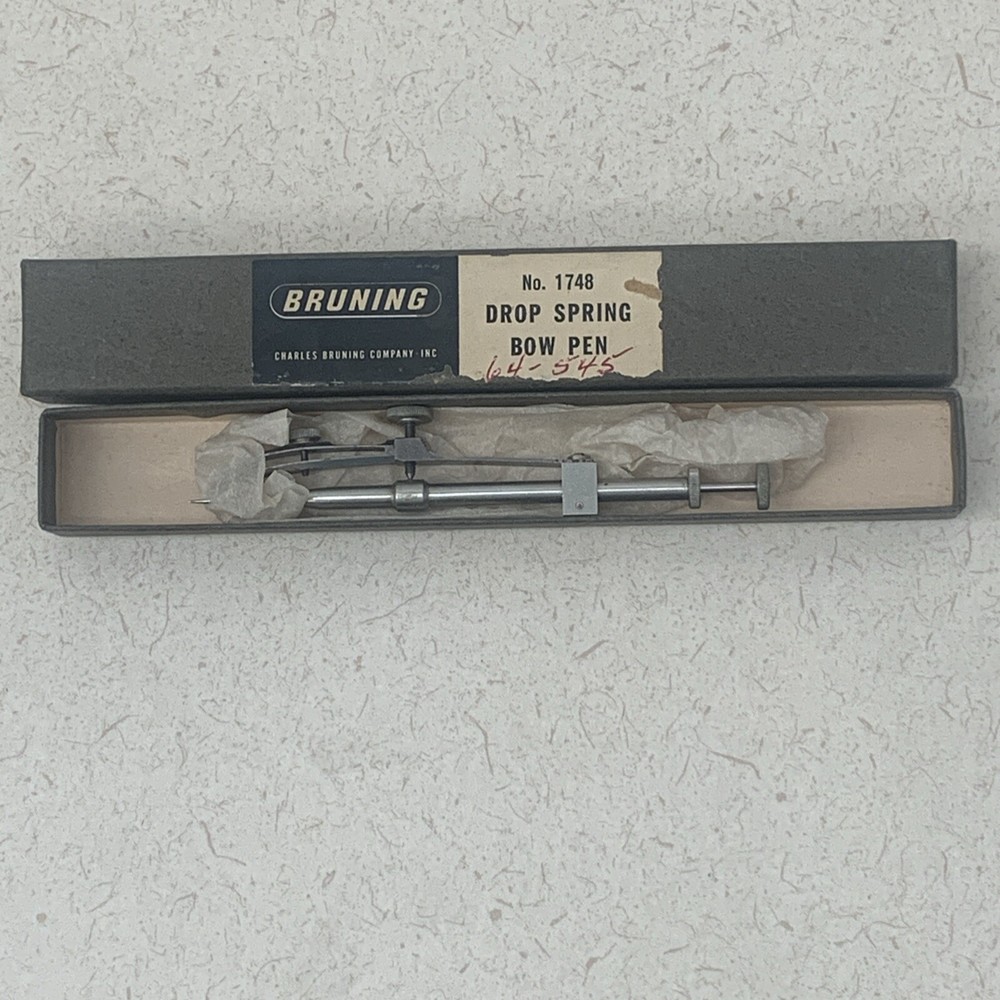 BRUNING
CHARLES BRUNING COMPANY · INC
No. 1748
DROP SPRING
BOW PEN
64-545